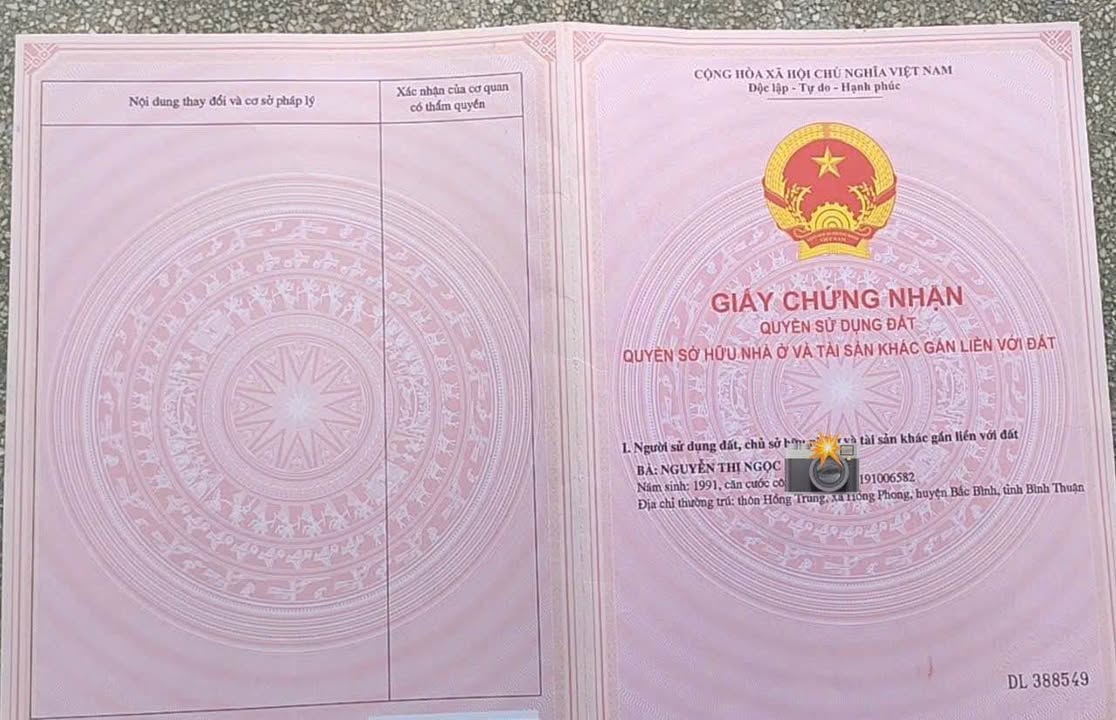 Nội dung thay đổi và cơ sở pháp lý
Xác nhận của cơ quan
có thẩm quyền
CỘNG HÒA XÃ HỘI CHỦ NGHĨA VIỆT NAM
Độc lập - Tự do - Hạnh phúc
GIẤY CHỨNG NHẬN
QUYỀN SỬ DỤNG ĐẤT
QUYỀN SỞ HỮU NHÀ Ở VÀ TÀI SẢN KHÁC GẮN LIỀN VỚI ĐẤT
I. Người sử dụng đất, chủ sở hữu và tài sản khác gắn liền với đất
BÀ: NGUYỄN THỊ NGỌC
Năm sinh: 1991, căn cước 191006582
Địa chỉ thường trú: thôn Hồng Trung, xã Hồng Phong, huyện Bắc Bình, tỉnh Bình Thuận
DL 388549